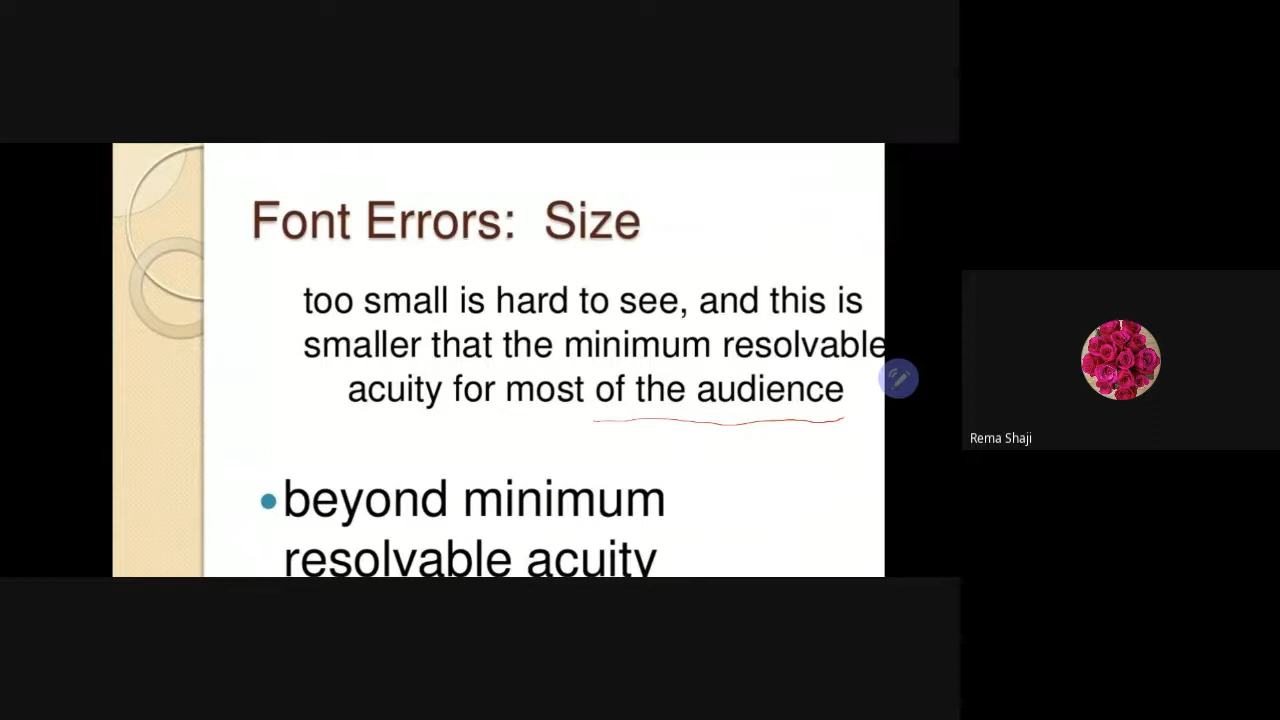 Font Errors: Size
too small is hard to see, and this is
smaller that the minimum resolvable
acuity for most of the audience
•beyond minimum
resolvable acuity
Rema Shaji